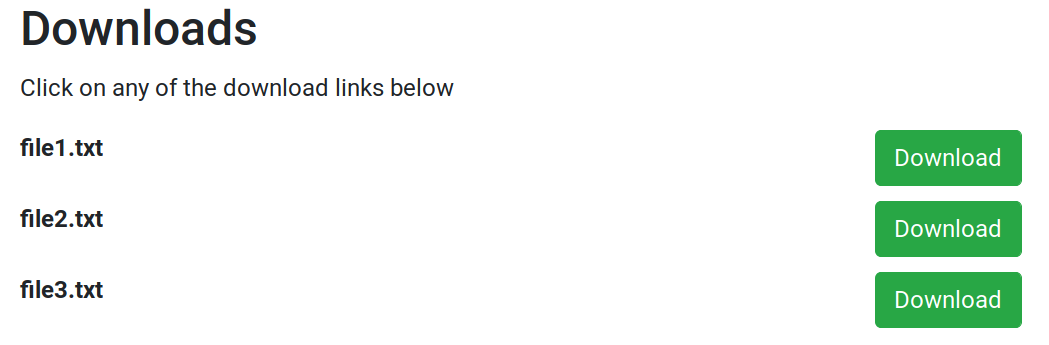 Downloads
Click on any of the download links below
file1.txt Download
file2.txt Download
file3.txt Download